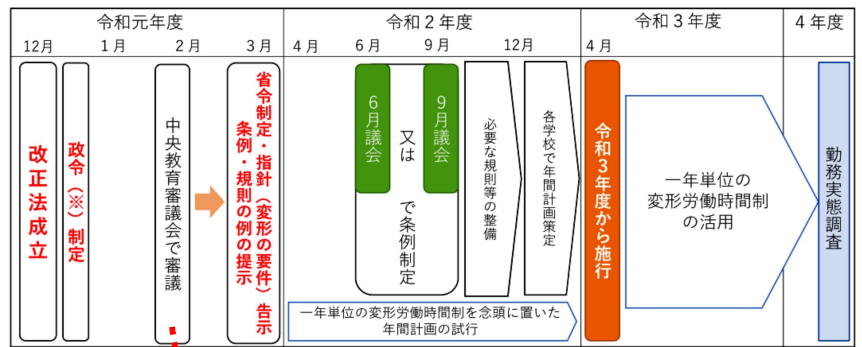 令和元年度
令和２年度
令和３年度
４年度
12月
１月
２月
３月
４月
６月
９月
12月
４月
改正法成立
政令（※）制定
中央教育審議会で審議
省令制定・指針（変形の要件）告示
条例・規則の例の提示
６月議会
又は
９月議会
で条例制定
必要な規則等の整備
各学校で年間計画策定
一年単位の変形労働時間制を念頭に置いた
年間計画の試行
令和３年度から施行
一年単位の
変形労働時間制
の活用
勤務実態調査